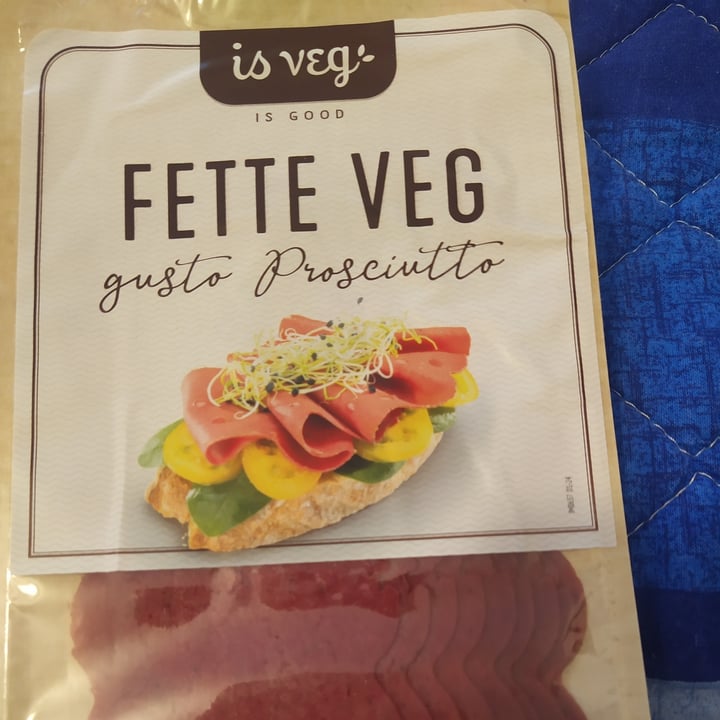 is veg
IS GOOD
FETTE VEG
gusto Prosciutto